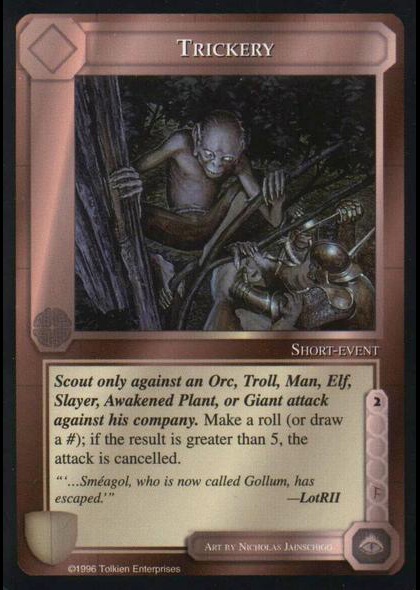 TRICKERY
SHORT-EVENT
Scout only against an Orc, Troll, Man, Elf,
Slayer, Awakened Plant, or Giant attack
against his company. Make a roll (or draw
a #); if the result is greater than 5, the
attack is cancelled.
“‘...Sméagol, who is now called Gollum, has
escaped.’” —LotRII
2
F
ART BY NICHOLAS JAINSCHIGG
©1996 Tolkien Enterprises